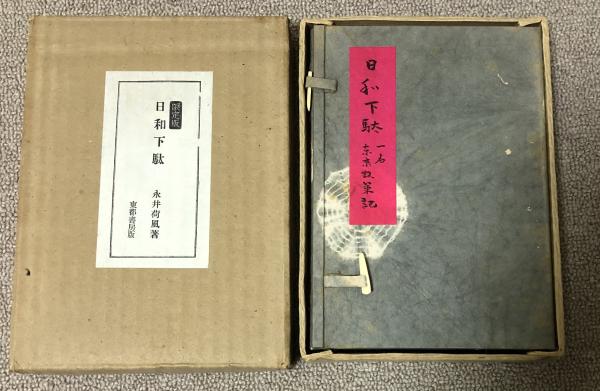 限定版
日和下駄
永井荷風著
東都書房版
日和下駄
一名
東京散策記